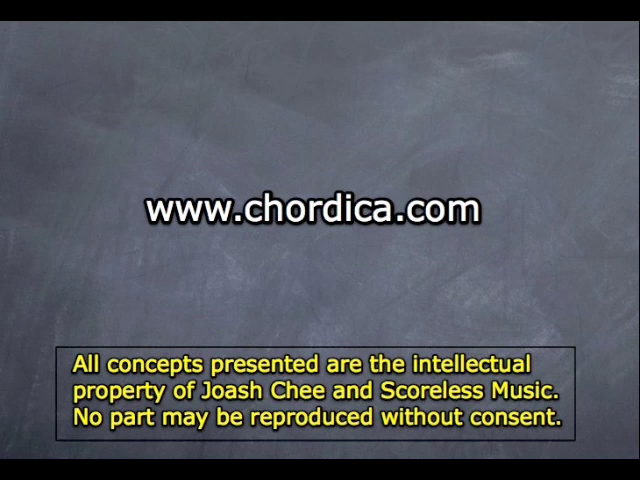 www.chordica.com
All concepts presented are the intellectual
property of Joash Chee and Scoreless Music.
No part may be reproduced without consent.